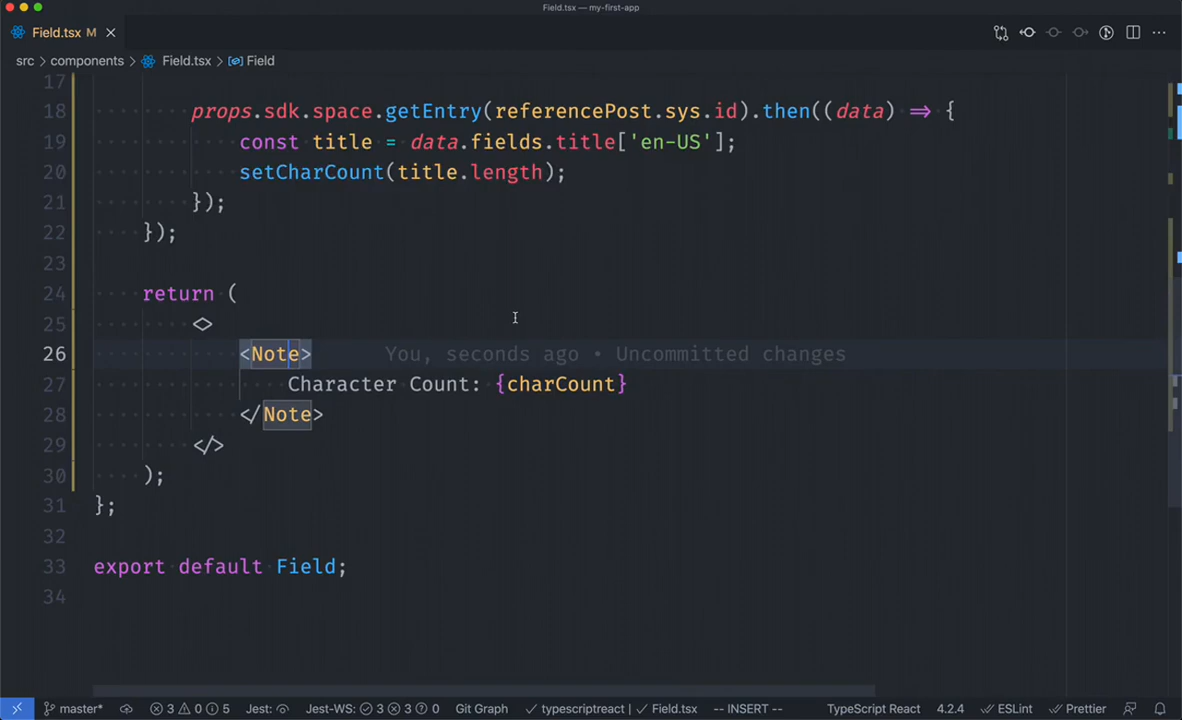 Field.tsx — my-first-app
Field.tsx M
src > components > Field.tsx > Field
17
18 props.sdk.space.getEntry(referencePost.sys.id).then((data) => {
19 const title = data.fields.title['en-US'];
20 setCharCount(title.length);
21 });
22 });
23
24 return (
25 <>
26 <Note> You, seconds ago • Uncommitted changes
27 Character Count: {charCount}
28 </Note>
29 </>
30 );
31 };
32
33 export default Field;
34
master* 3 0 5 Jest: Jest-WS: 3 3 0 Git Graph typescriptreact | Field.tsx -- INSERT -- TypeScript React 4.2.4 ESLint Prettier